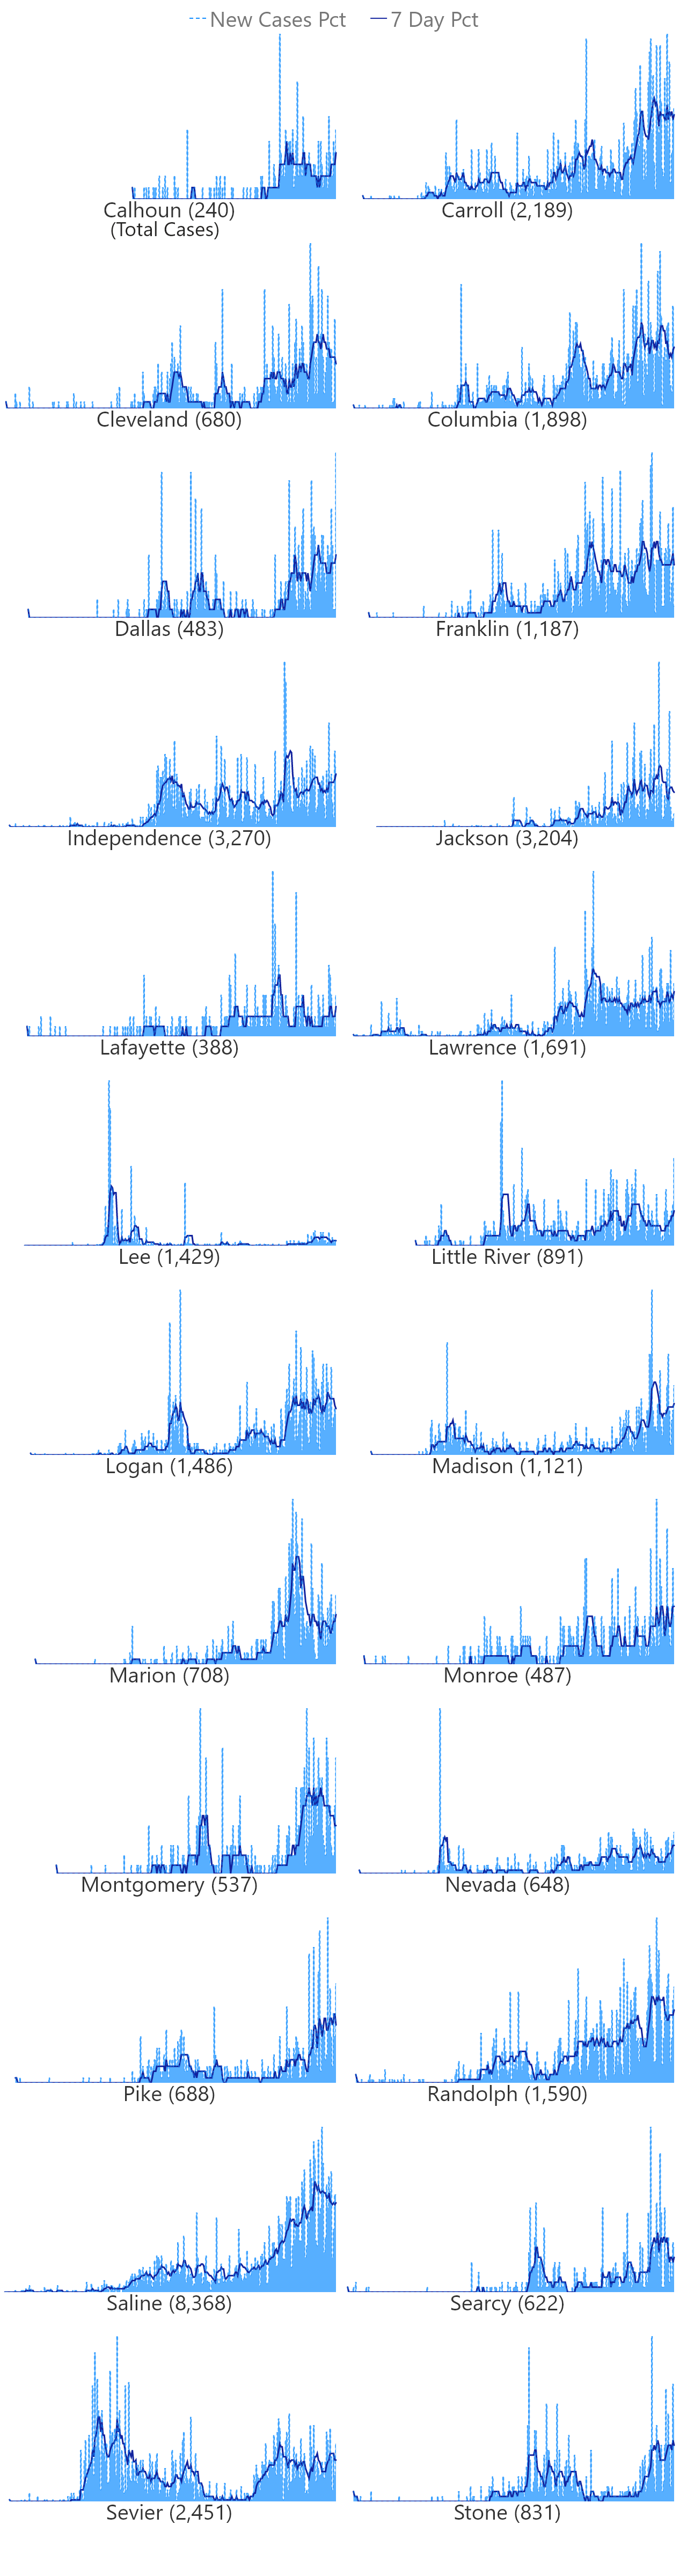 New Cases Pct 7 Day Pct
Calhoun (240) Carroll (2,189)
(Total Cases)
Cleveland (680) Columbia (1,898)
Dallas (483) Franklin (1,187)
Independence (3,270) Jackson (3,204)
Lafayette (388) Lawrence (1,691)
Lee (1,429) Little River (891)
Logan (1,486) Madison (1,121)
Marion (708) Monroe (487)
Montgomery (537) Nevada (648)
Pike (688) Randolph (1,590)
Saline (8,368) Searcy (622)
Sevier (2,451) Stone (831)